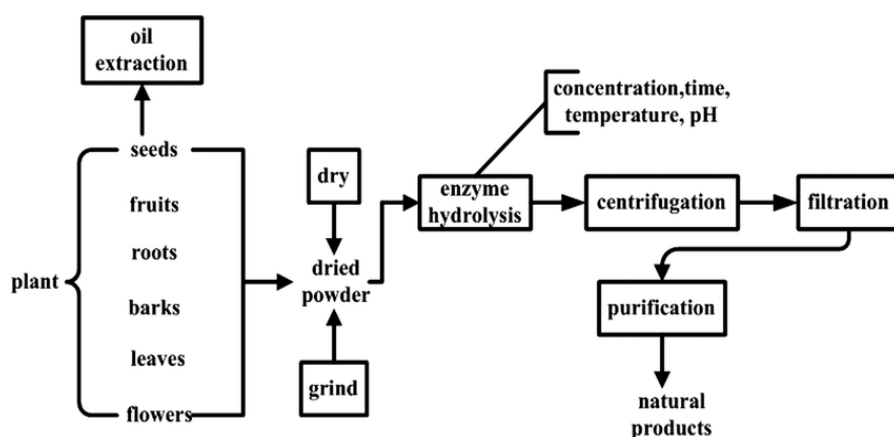 oil
extraction
concentration,time,
temperature, pH
seeds
dry
enzyme
hydrolysis
centrifugation
filtration
fruits
roots
plant
dried
powder
barks
purification
leaves
grind
flowers
natural
products